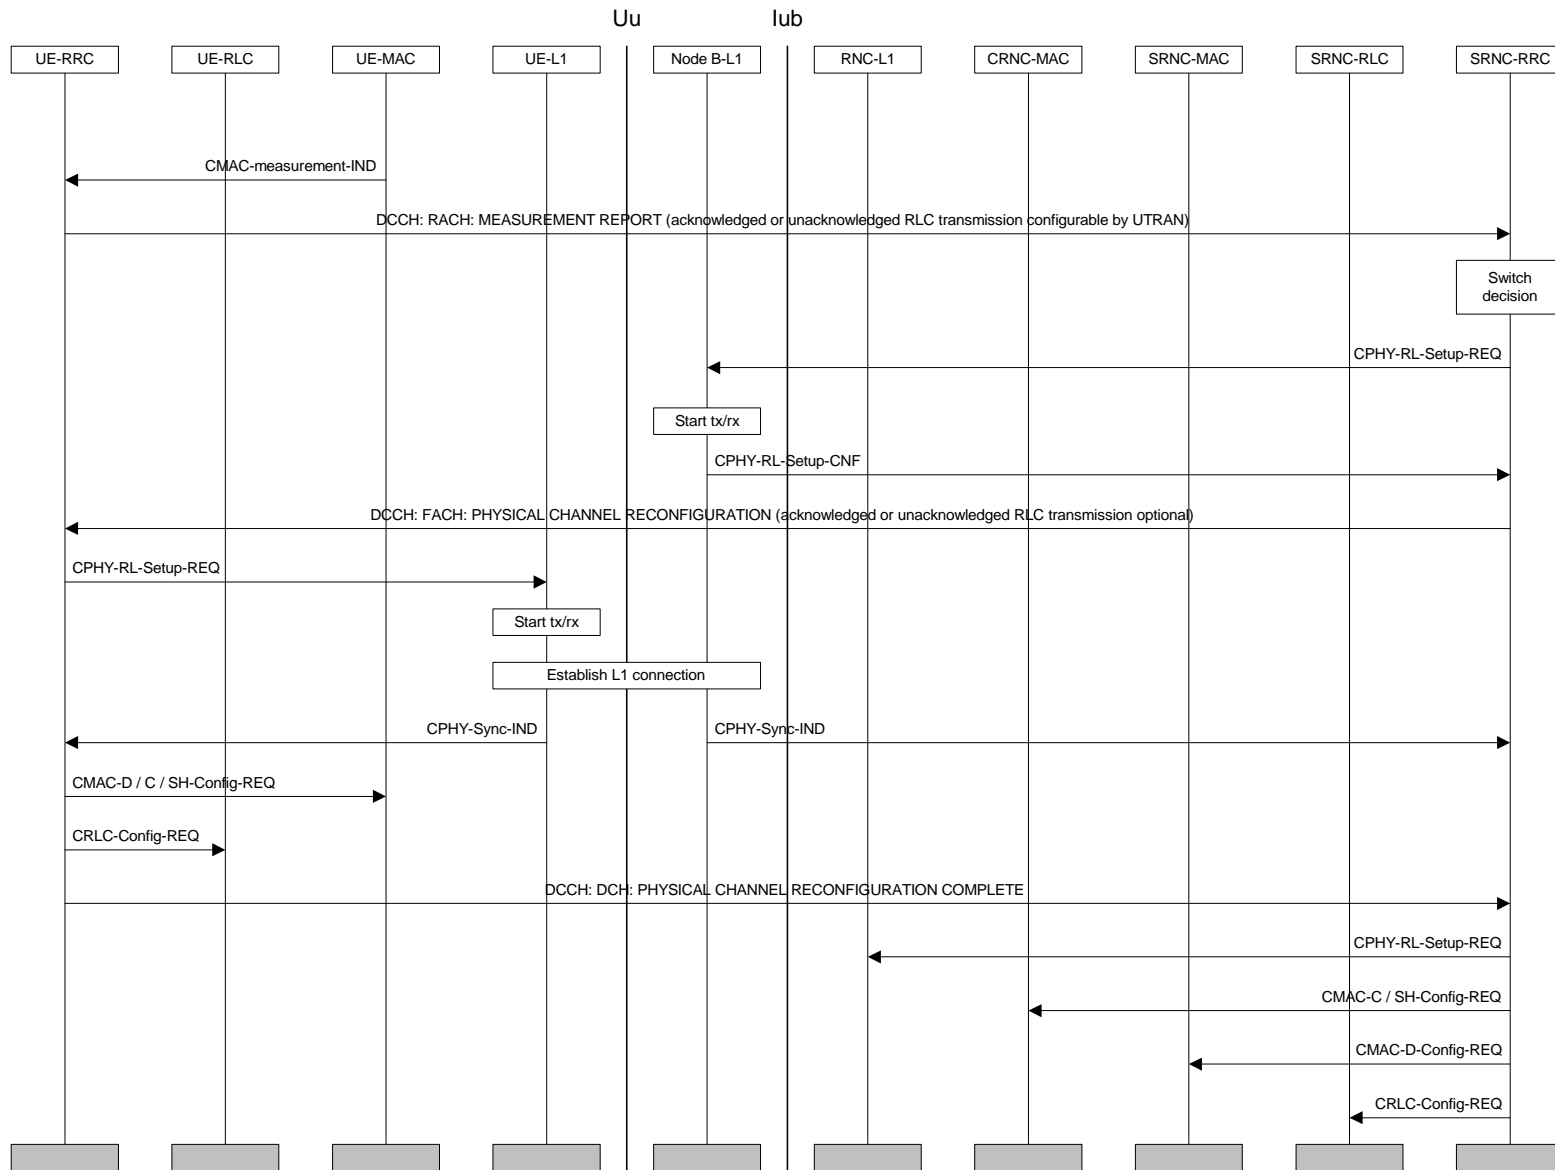 Uu Iub
UE-RRC UE-RLC UE-MAC UE-L1 Node B-L1 RNC-L1 CRNC-MAC SRNC-MAC SRNC-RLC SRNC-RRC
CMAC-measurement-IND
DCCH: RACH: MEASUREMENT REPORT (acknowledged or unacknowledged RLC transmission configurable by UTRAN)
Switch
decision
CPHY-RL-Setup-REQ
Start tx/rx
CPHY-RL-Setup-CNF
DCCH: FACH: PHYSICAL CHANNEL RECONFIGURATION (acknowledged or unacknowledged RLC transmission optional)
CPHY-RL-Setup-REQ
Start tx/rx
Establish L1 connection
CPHY-Sync-IND CPHY-Sync-IND
CMAC-D / C / SH-Config-REQ
CRLC-Config-REQ
DCCH: DCH: PHYSICAL CHANNEL RECONFIGURATION COMPLETE
CPHY-RL-Setup-REQ
CMAC-C / SH-Config-REQ
CMAC-D-Config-REQ
CRLC-Config-REQ